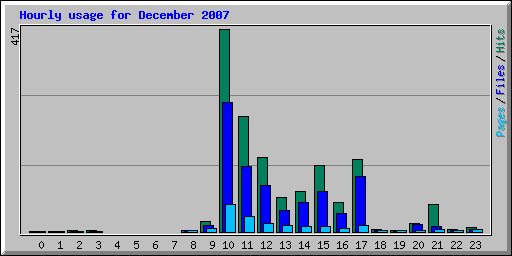 Hourly usage for December 2007
417
Pages/Files/Hits
0 1 2 3 4 5 6 7 8 9 10 11 12 13 14 15 16 17 18 19 20 21 22 23